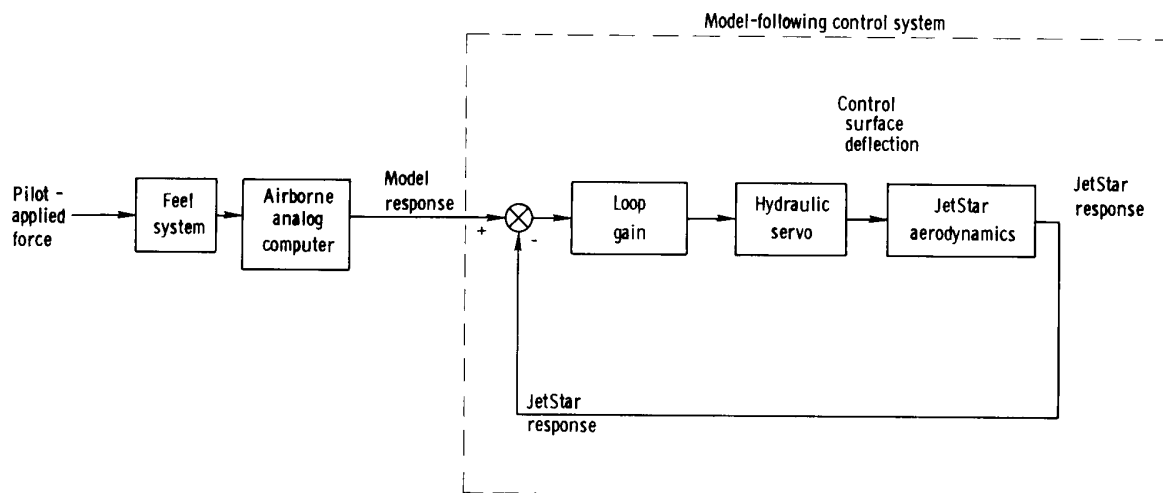 Model-following control system
Control
surface
deflection
Pilot -
applied
force
Feel
system
Airborne
analog
computer
Model
response
+
-
Loop
gain
Hydraulic
servo
JetStar
aerodynamics
JetStar
response
JetStar
response